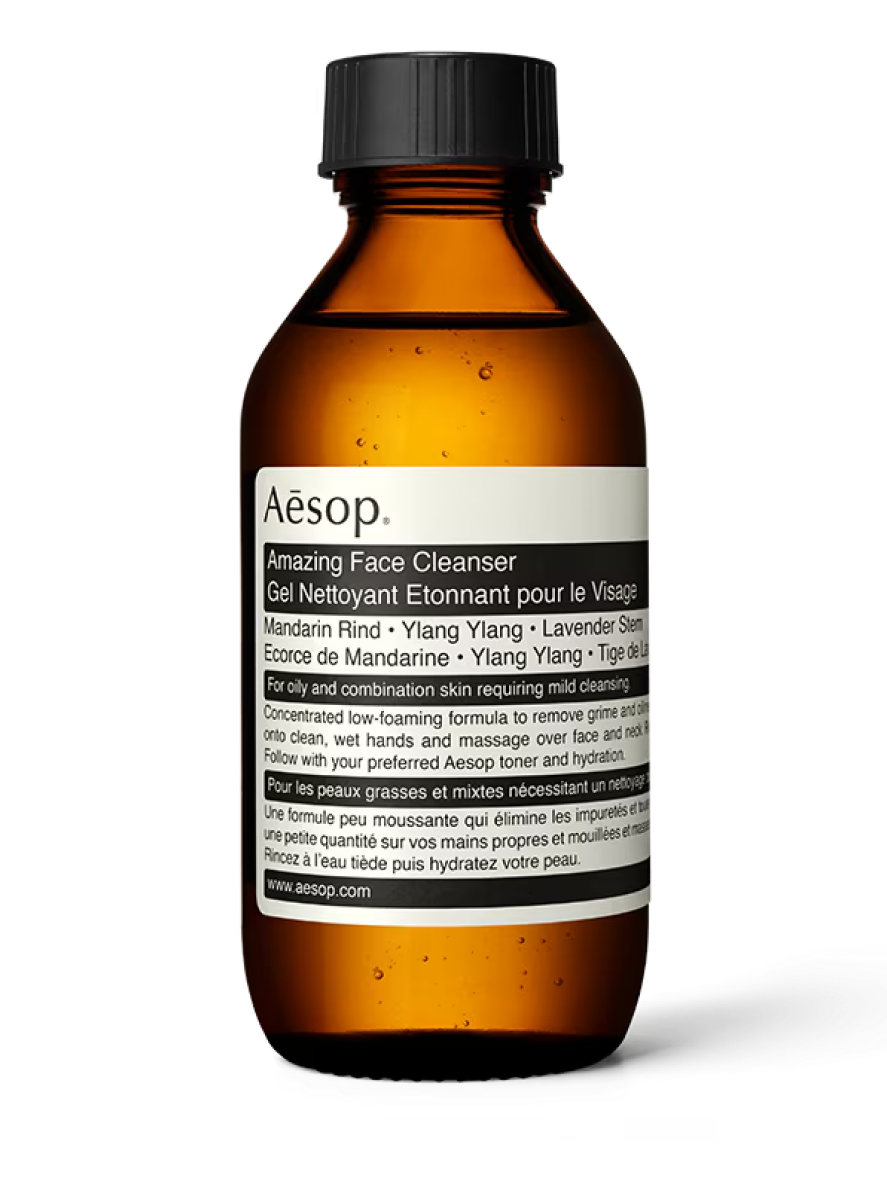 Aēsop®
Amazing Face Cleanser
Gel Nettoyant Etonnant pour le Visage
Mandarin Rind • Ylang Ylang • Lavender Stem
Ecorce de Mandarine • Ylang Ylang • Tige de
For oily and combination skin requiring mild cleansing.
Concentrated low-foaming formula to remove grime and
onto clean, wet hands and massage over face and neck.
Follow with your preferred Aesop toner and hydration.
Pour les peaux grasses et mixtes nécessitant un nettoyage
Une formule peu moussante qui élimine les impuretés et
une petite quantité sur vos mains propres et mouillées et
Rincez à l'eau tiède puis hydratez votre peau.
www.aesop.com